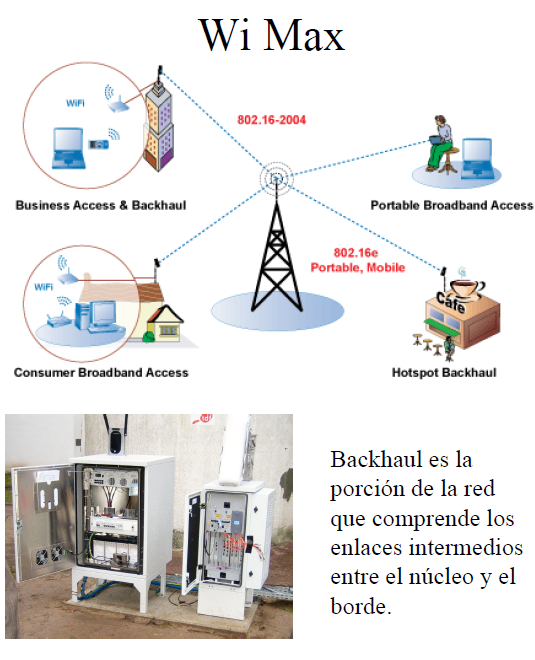 Wi Max
WiFi
802.16-2004
Business Access & Backhaul
Portable Broadband Access
WiFi
802.16e
Portable, Mobile
Café
Consumer Broadband Access
Hotspot Backhaul
Backhaul es la
porción de la red
que comprende los
enlaces intermedios
entre el núcleo y el
borde.